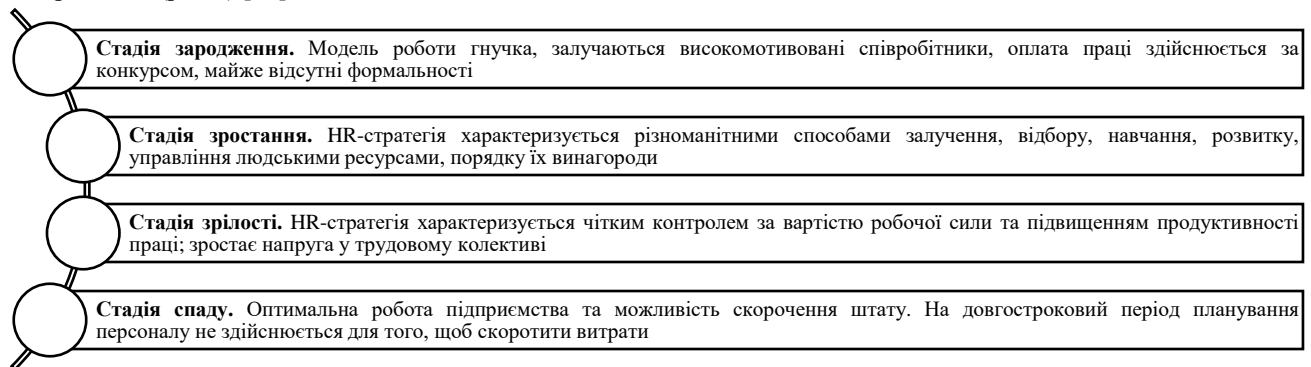 Стадія зародження. Модель роботи гнучка, залучаються високомотивовані співробітники, оплата праці здійснюється за
конкурсом, майже відсутні формальності
Стадія зростання. HR-стратегія характеризується різноманітними способами залучення, відбору, навчання, розвитку,
управління людськими ресурсами, порядку їх винагороди
Стадія зрілості. HR-стратегія характеризується чітким контролем за вартістю робочої сили та підвищенням продуктивності
праці; зростає напруга у трудовому колективі
Стадія спаду. Оптимальна робота підприємства та можливість скорочення штату. На довгостроковий період планування
персоналу не здійснюється для того, щоб скоротити витрати